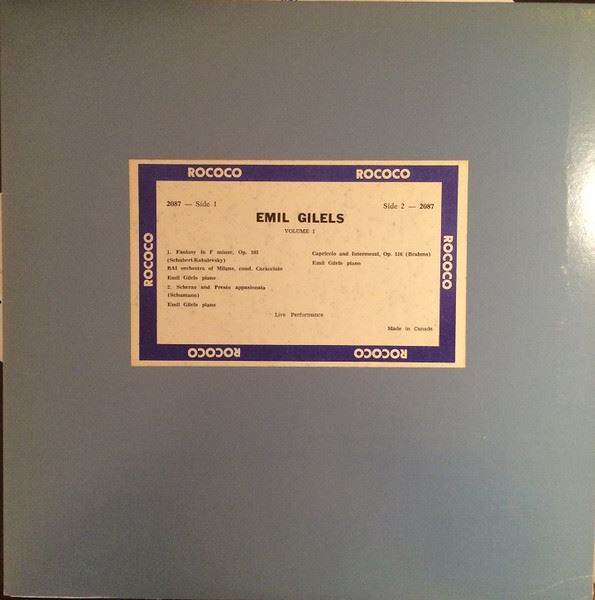 ROCOCO ROCOCO
2087 — Side 1
Side 2 — 2087
EMIL GILELS
VOLUME I
1. Fantasy in F minor, Op. 103
(Schubert-Kabalevsky)
RAI orchestra of Milano, cond. Caracciolo
Emil Gilels piano
2. Scherzo and Presto appasionata
(Schumann)
Emil Gilels piano
Capriccio and Intermezzi, Op. 116 (Brahms)
Emil Gilels piano
Live Performance
Made in Canada
ROCOCO
ROCOCO
ROCOCO ROCOCO